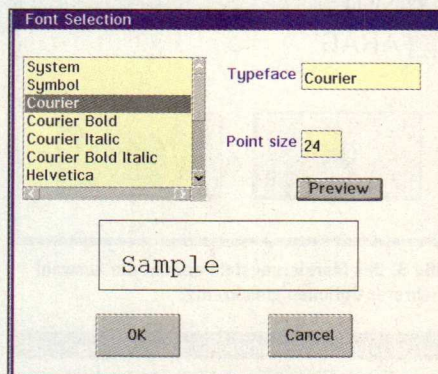 Font Selection
System
Symbol
Courier
Courier Bold
Courier Italic
Courier Bold Italic
Helvetica
Typeface Courier
Point size 24
Preview
Sample
OK Cancel